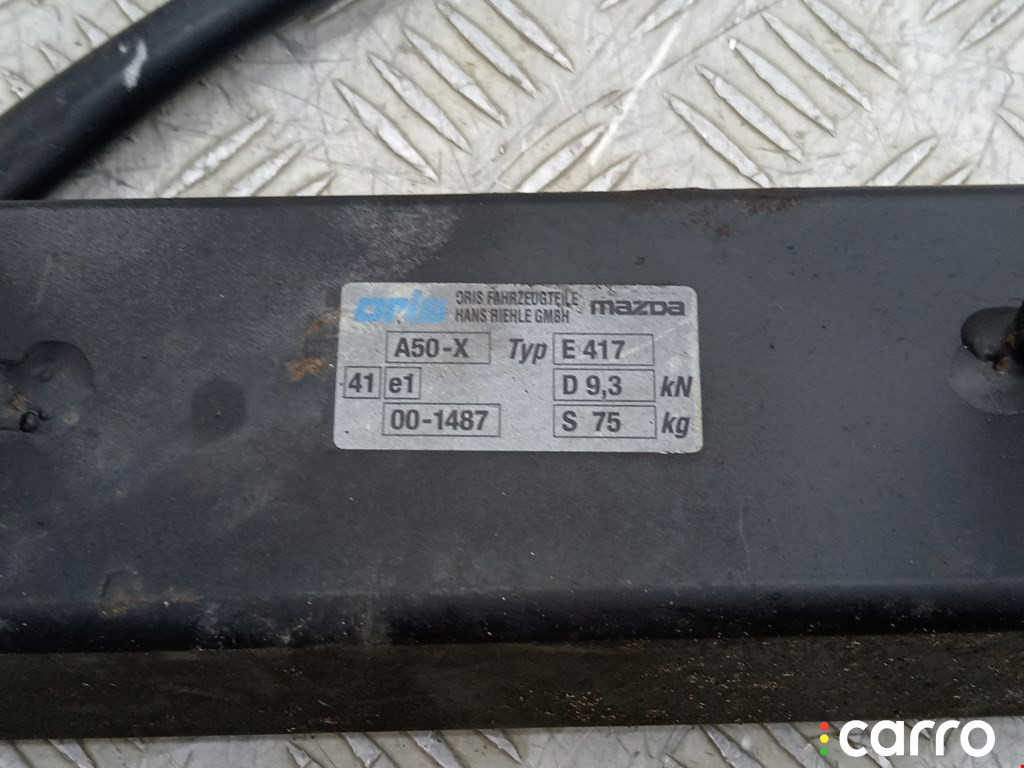 oris ORIS FAHRZEUGTEILE HANS RIEHLE GMBH mazda
A50-X Typ E 417
41 e1 D 9,3 kN
00-1487 S 75 kg
carro